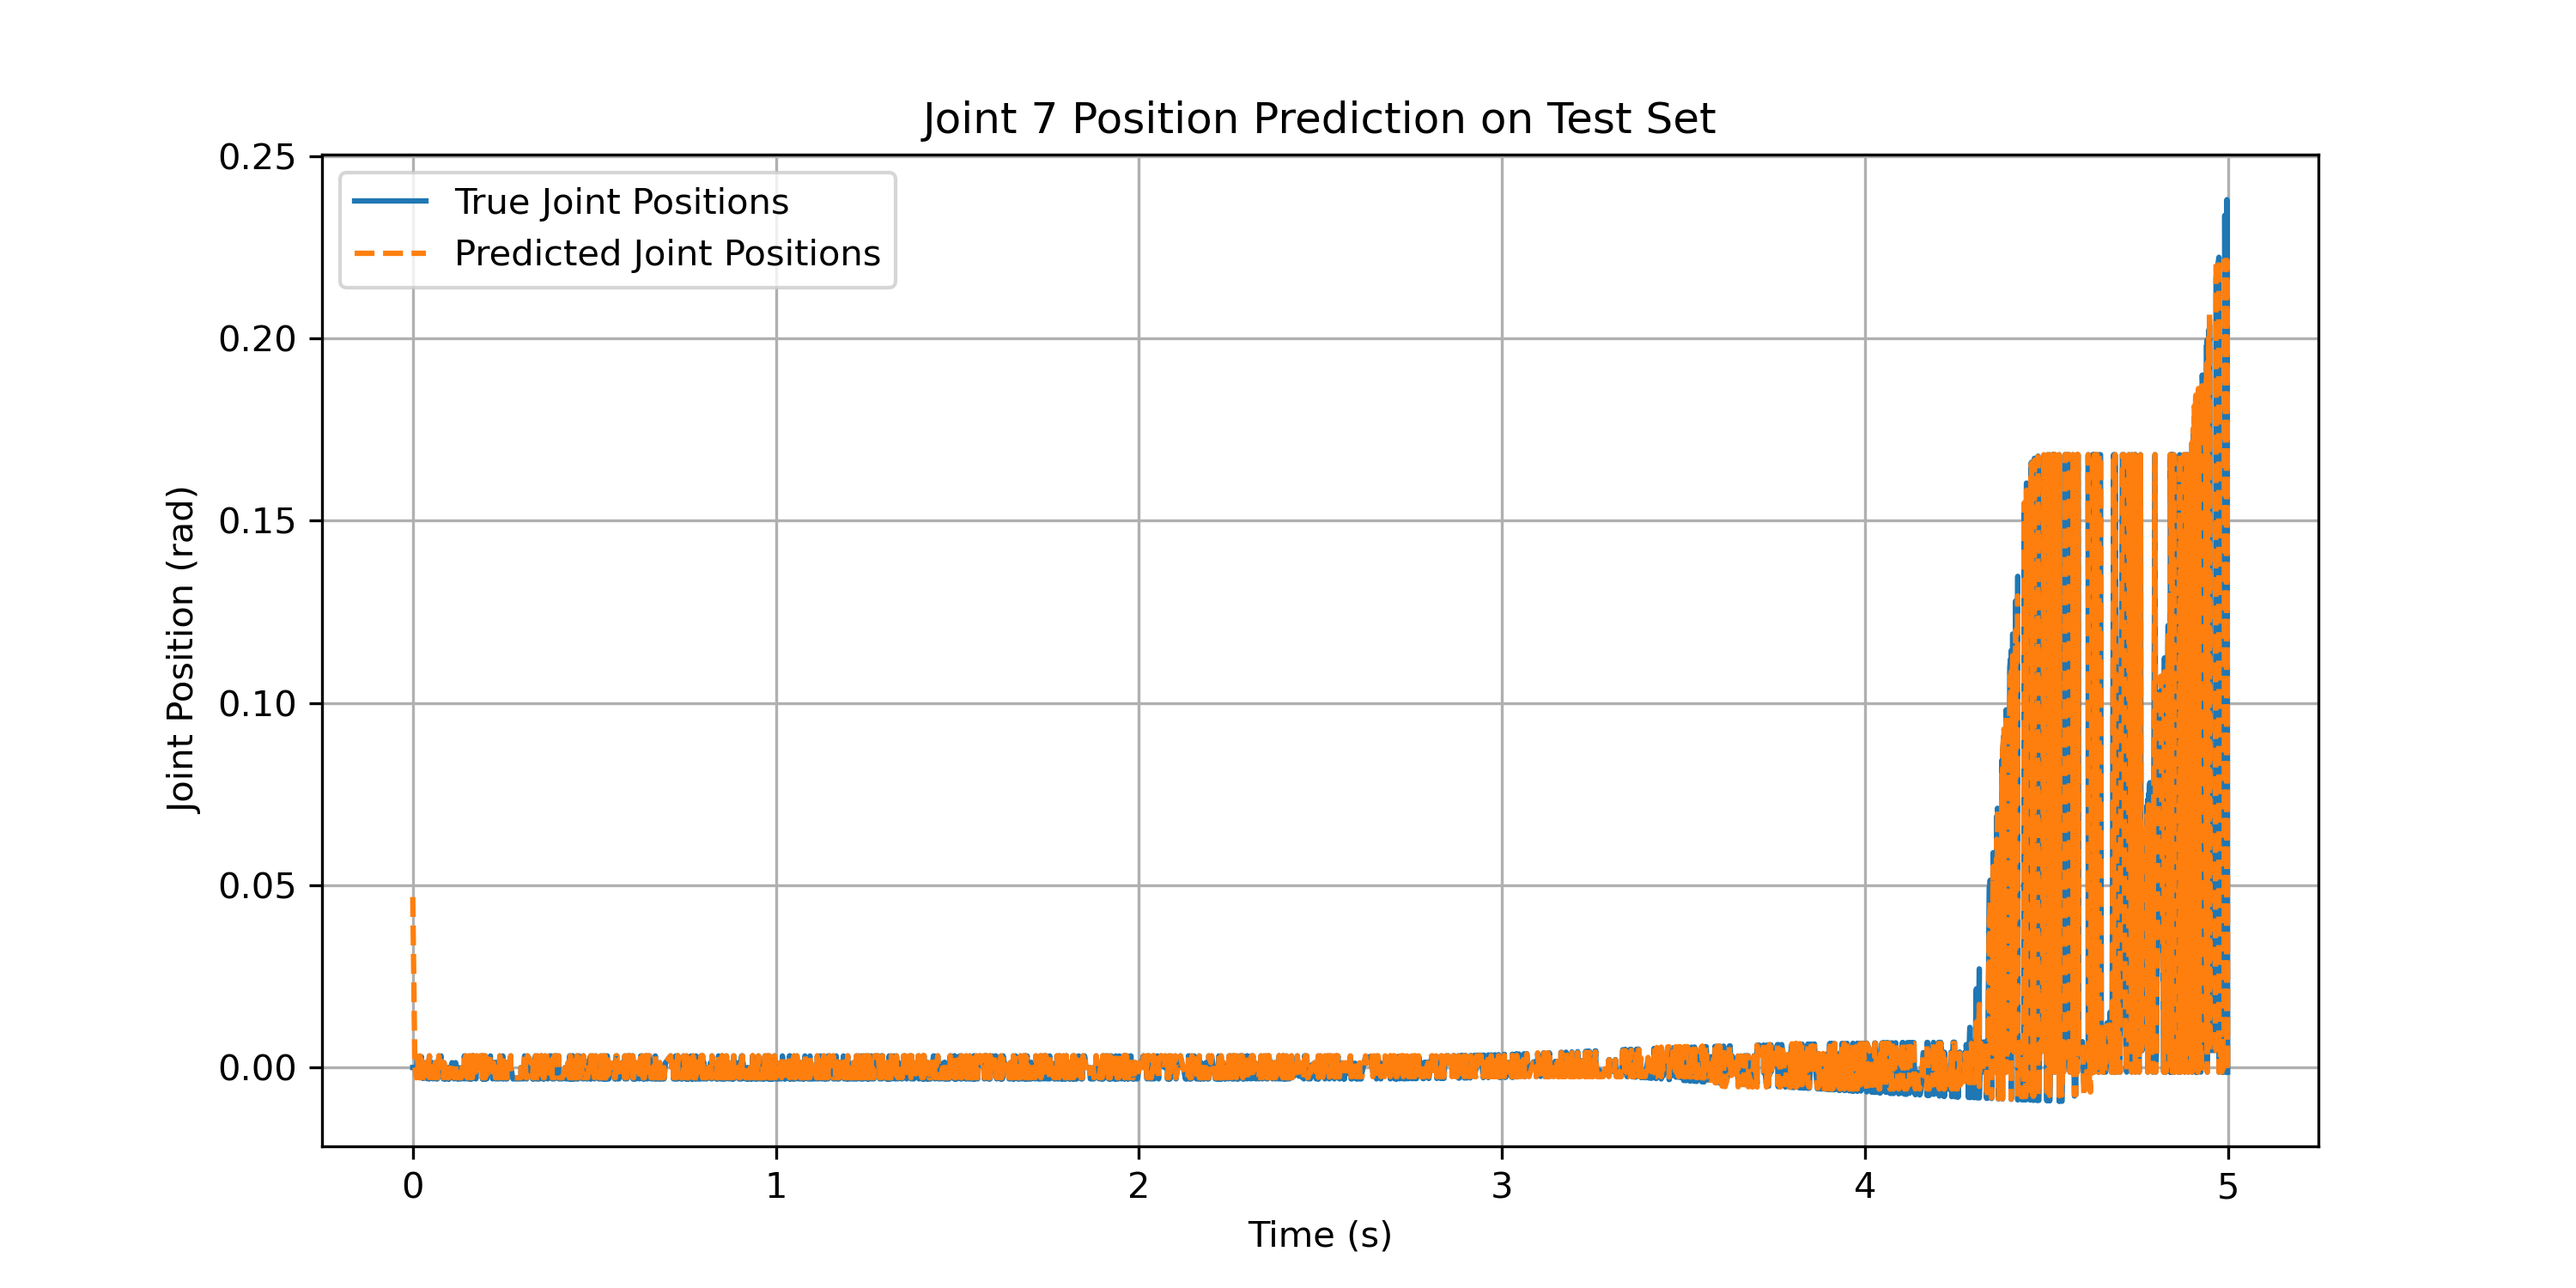 Joint 7 Position Prediction on Test Set
True Joint Positions
Predicted Joint Positions
Joint Position (rad)
0.25
0.20
0.15
0.10
0.05
0.00
0 1 2 3 4 5
Time (s)